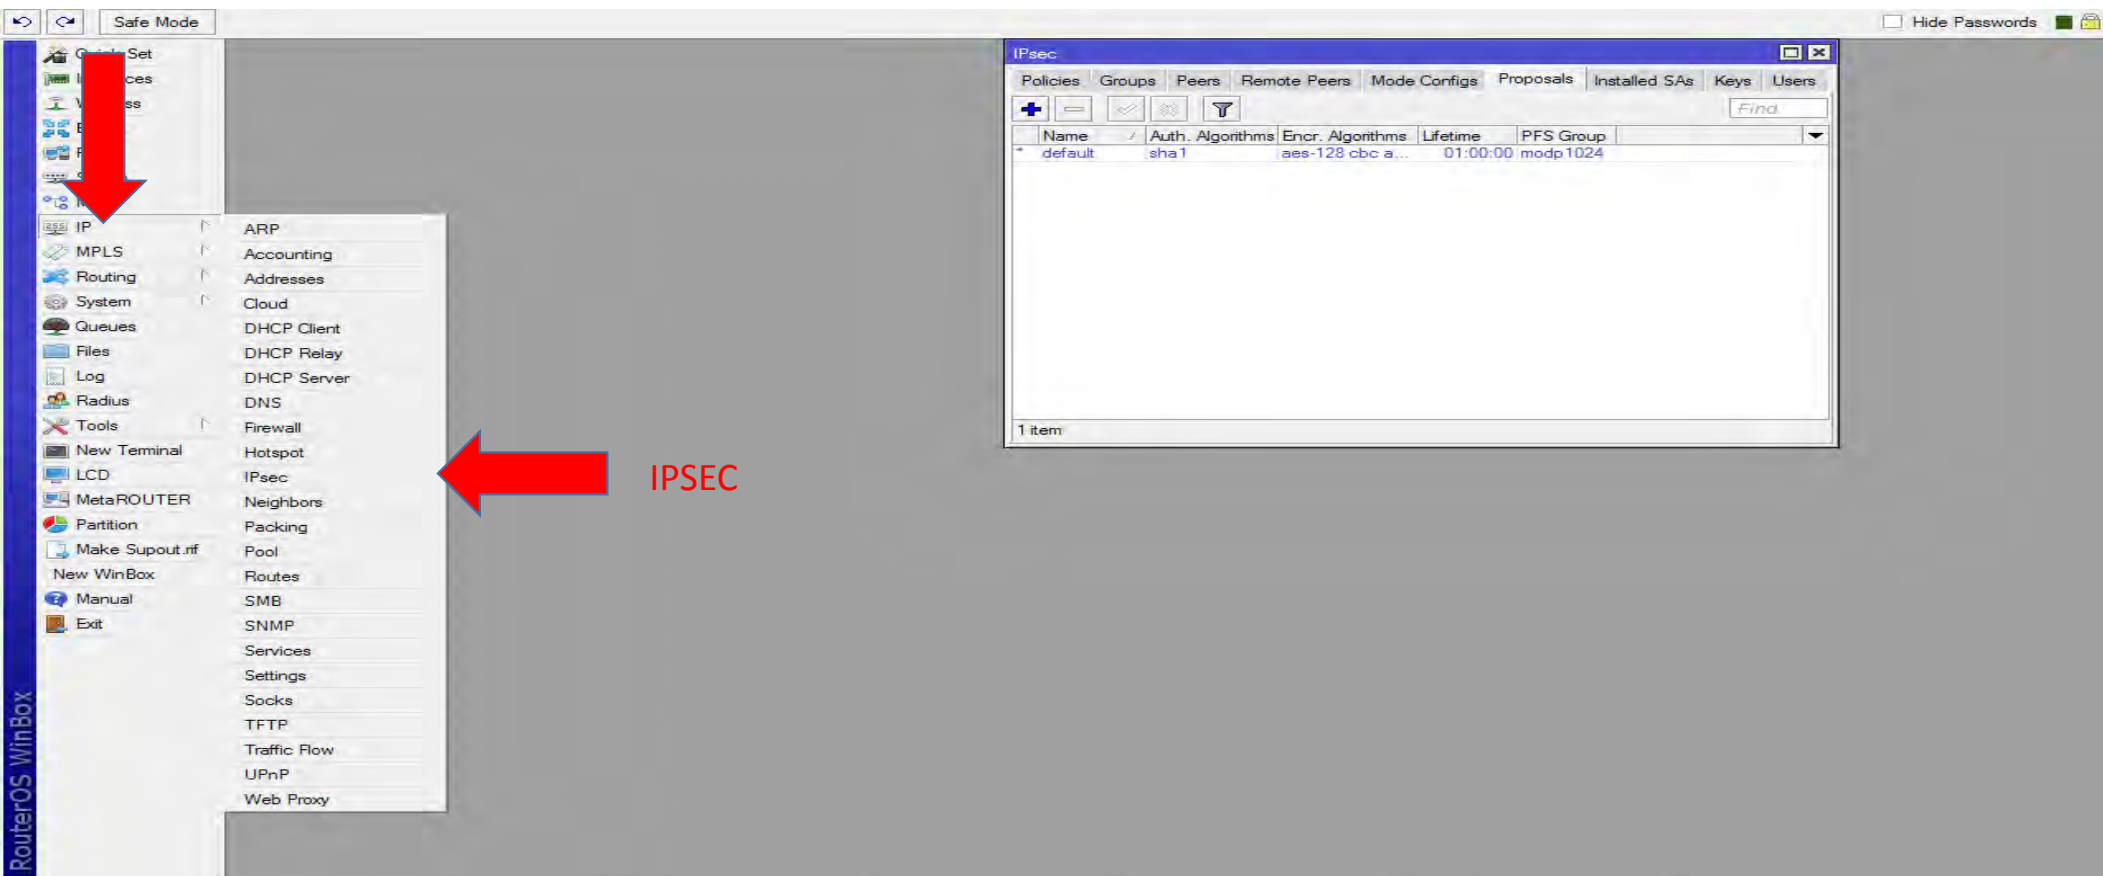 Safe Mode
Hide Passwords
Set
IP
MPLS
Routing
System
Queues
Files
Log
Radius
Tools
New Terminal
LCD
MetaROUTER
Partition
Make Supout.rif
New WinBox
Manual
Exit
RouterOS WinBox
ARP
Accounting
Addresses
Cloud
DHCP Client
DHCP Relay
DHCP Server
DNS
Firewall
Hotspot
IPsec
Neighbors
Packing
Pool
Routes
SMB
SNMP
Services
Settings
Socks
TFTP
Traffic Flow
UPnP
Web Proxy
IPSEC
IPsec
Policies Groups Peers Remote Peers Mode Configs Proposals Installed SAs Keys Users
Find
Name Auth. Algorithms Encr. Algorithms Lifetime PFS Group
* default sha1 aes-128 cbc a... 01:00:00 modp1024
1 item